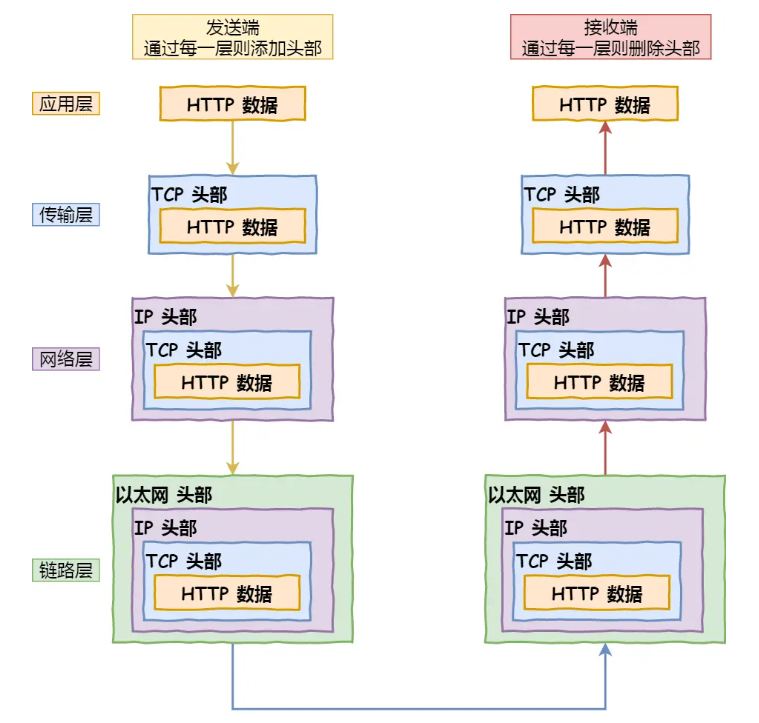 发送端
通过每一层则添加头部
接收端
通过每一层则删除头部
应用层
HTTP 数据
HTTP 数据
传输层
TCP 头部
HTTP 数据
TCP 头部
HTTP 数据
网络层
IP 头部
TCP 头部
HTTP 数据
IP 头部
TCP 头部
HTTP 数据
链路层
以太网 头部
IP 头部
TCP 头部
HTTP 数据
以太网 头部
IP 头部
TCP 头部
HTTP 数据